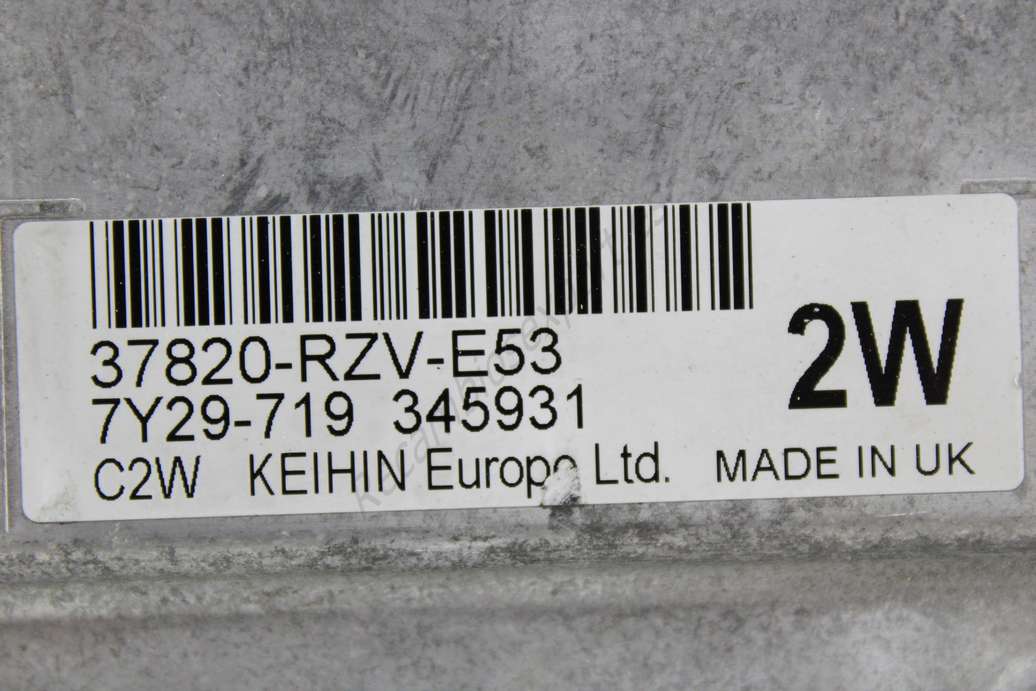 37820-RZV-E53
2W
7Y29-719 345931
C2W KEIHIN Europe Ltd. MADE IN UK